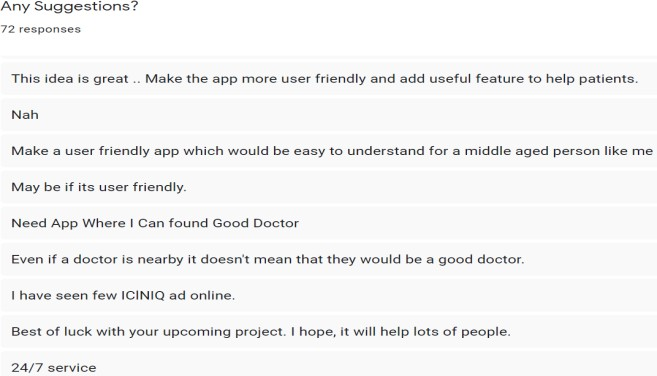 Any Suggestions?
72 responses
This idea is great .. Make the app more user friendly and add useful feature to help patients.
Nah
Make a user friendly app which would be easy to understand for a middle aged person like me
May be if its user friendly.
Need App Where I Can found Good Doctor
Even if a doctor is nearby it doesn't mean that they would be a good doctor.
I have seen few IClNIQ ad online.
Best of luck with your upcoming project. I hope, it will help lots of people.
24/7 service